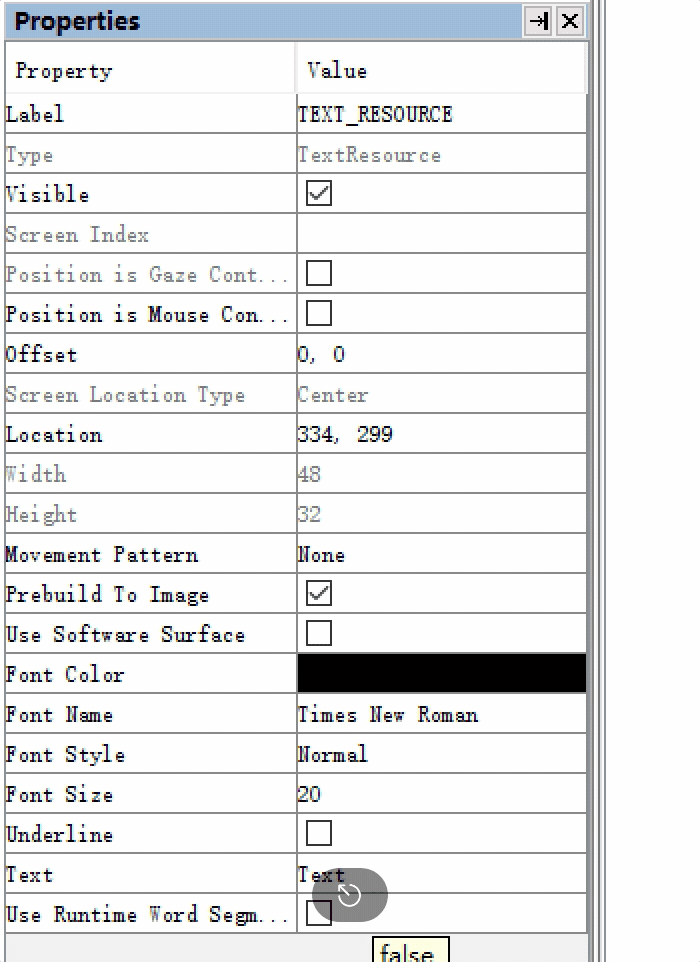 Properties
Property Value
Label TEXT_RESOURCE
Type TextResource
Visible
Screen Index
Position is Gaze Cont...
Position is Mouse Con...
Offset 0, 0
Screen Location Type Center
Location 334, 299
Width 48
Height 32
Movement Pattern None
Prebuild To Image
Use Software Surface
Font Color
Font Name Times New Roman
Font Style Normal
Font Size 20
Underline
Text Text
Use Runtime Word Segm...
false